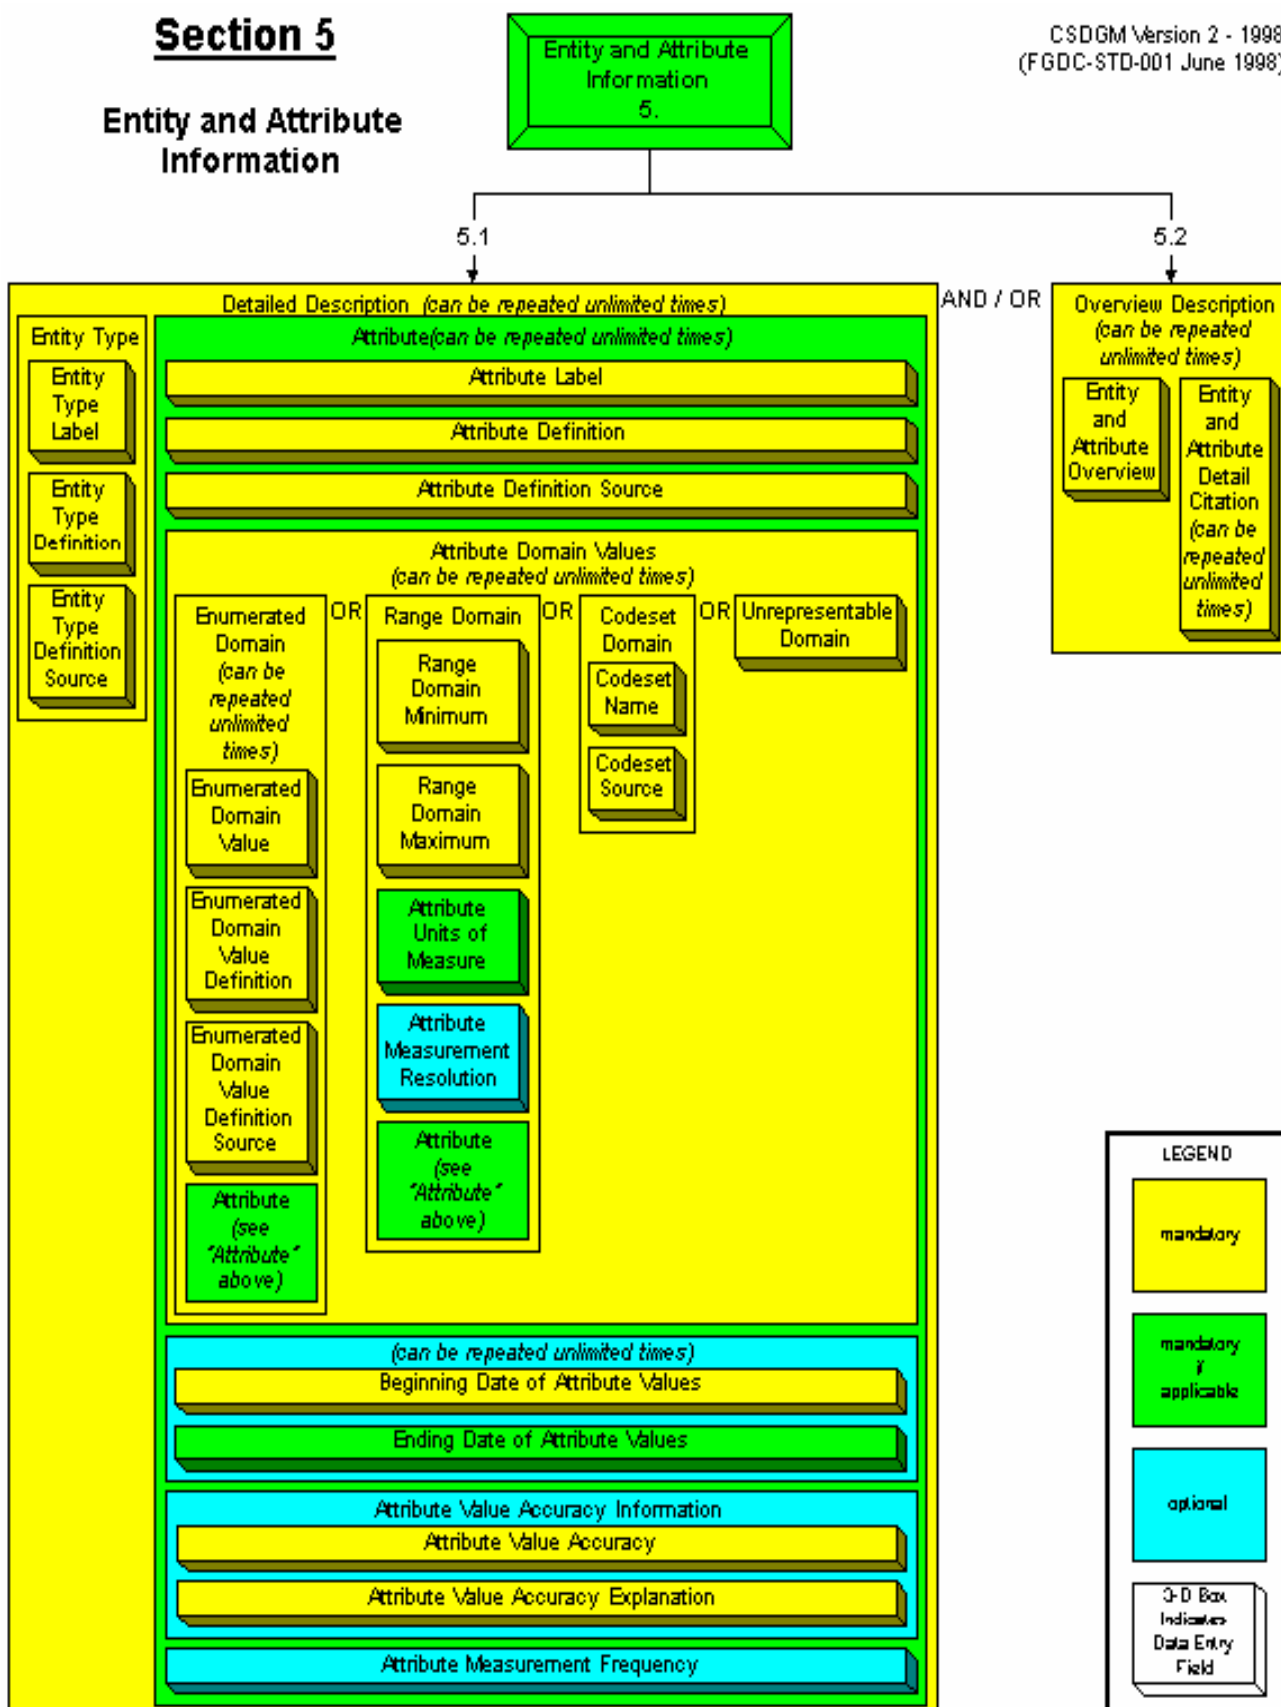 Section 5
Entity and Attribute
Information
Entity and Attribute
Information
5.
CSDGM Version 2 - 1998
(FGDC-STD-001 June 1998)
5.1
5.2
Detailed Description (can be repeated unlimited times)
AND / OR
Overview Description
(can be repeated
unlimited times)
Entity
and
Attribute
Overview
Entity
and
Attribute
Detail
Citation
(can be
repeated
unlimited
times)
Entity Type
Entity
Type
Label
Entity
Type
Definition
Entity
Type
Definition
Source
Attribute(can be repeated unlimited times)
Attribute Label
Attribute Definition
Attribute Definition Source
Attribute Domain Values
(can be repeated unlimited times)
Enumerated
Domain
(can be
repeated
unlimited
times)
Enumerated
Domain
Value
Enumerated
Domain
Value
Definition
Enumerated
Domain
Value
Definition
Source
Attribute
(see
"Attribute"
above)
OR
Range Domain
Range
Domain
Minimum
Range
Domain
Maximum
Attribute
Units of
Measure
Attribute
Measurement
Resolution
Attribute
(see
"Attribute"
above)
OR
Codeset
Domain
Codeset
Name
Codeset
Source
OR
Unrepresentable
Domain
(can be repeated unlimited times)
Beginning Date of Attribute Values
Ending Date of Attribute Values
Attribute Value Accuracy Information
Attribute Value Accuracy
Attribute Value Accuracy Explanation
Attribute Measurement Frequency
LEGEND
mandatory
mandatory
if
applicable
optional
3-D Box
Indicates
Data Entry
Field